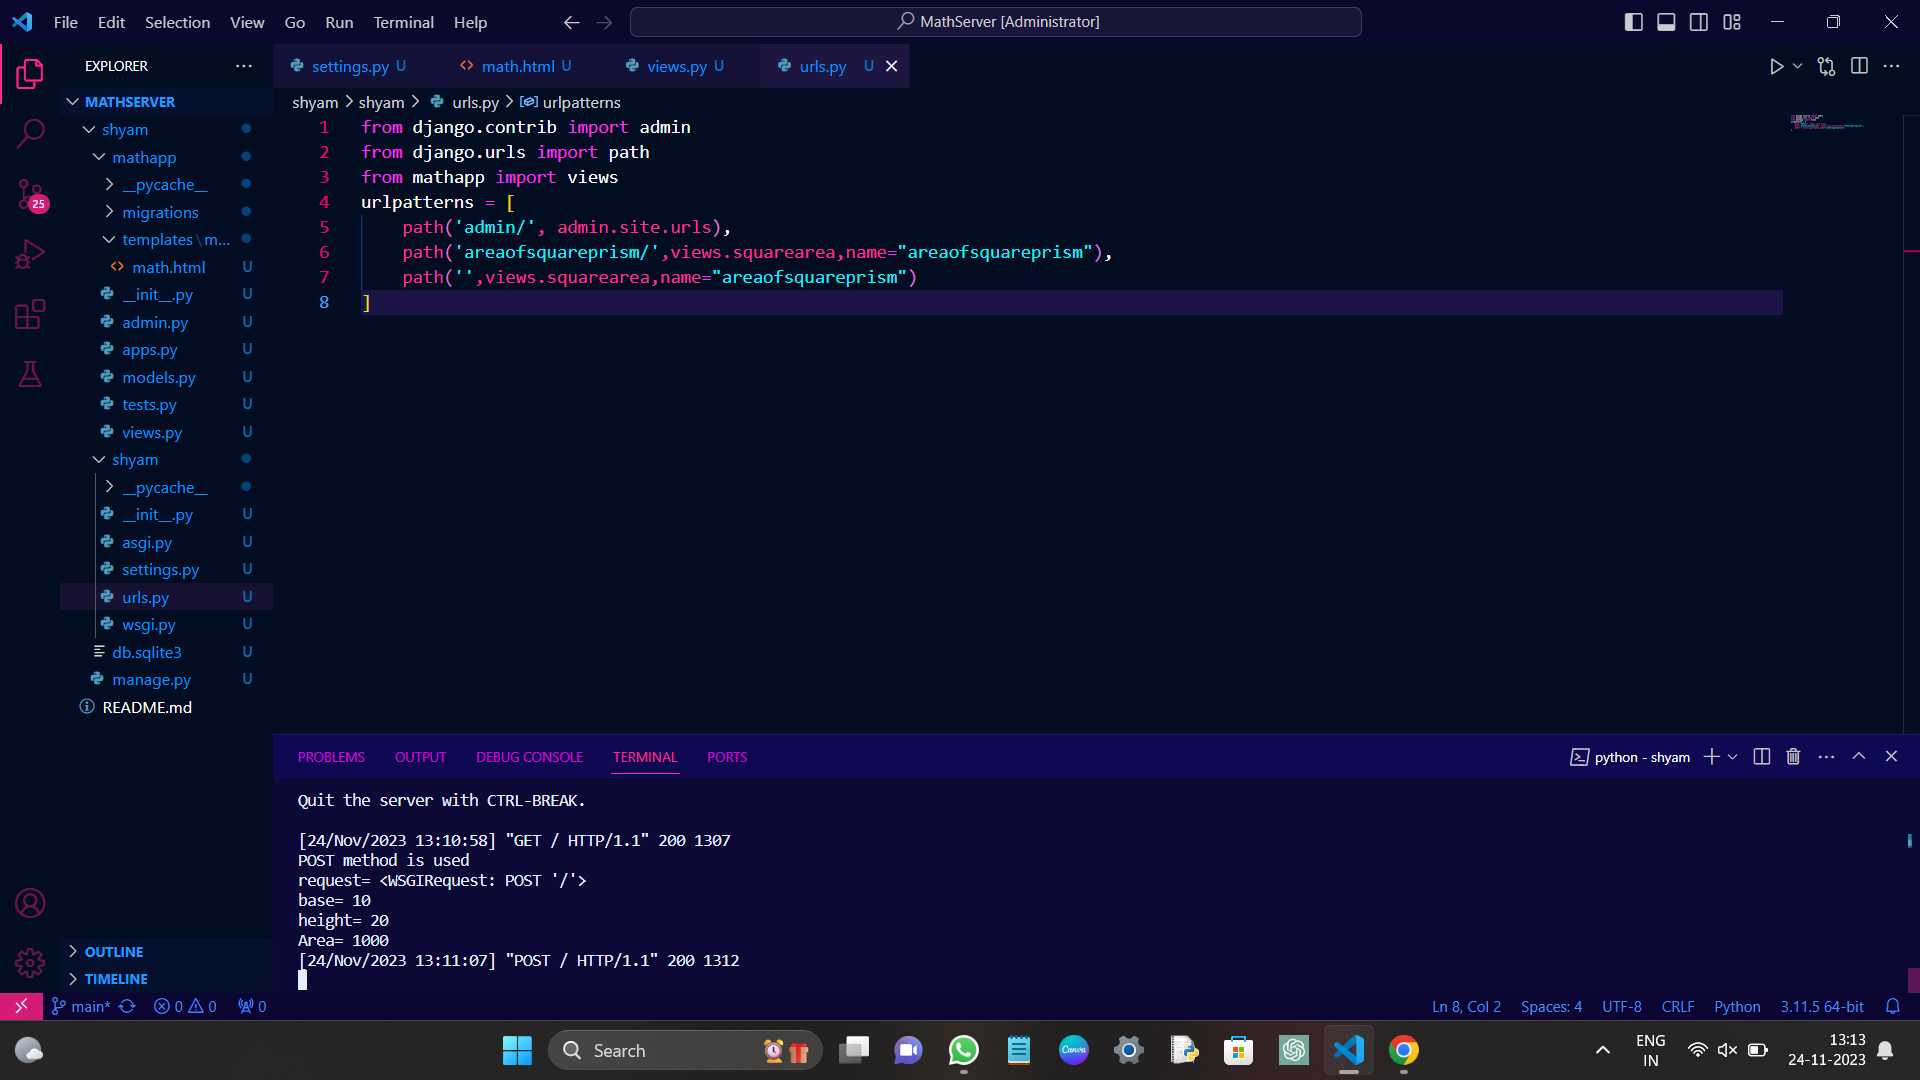 File Edit Selection View Go Run Terminal Help
MathServer [Administrator]
EXPLORER
settings.py U
math.html U
views.py U
urls.py U
MATHSERVER
shyam
mathapp
__pycache__
migrations
templates\m...
math.html U
__init__.py U
admin.py U
apps.py U
models.py U
tests.py U
views.py U
shyam
__pycache__
__init__.py U
asgi.py U
settings.py U
urls.py U
wsgi.py U
db.sqlite3 U
manage.py U
README.md
OUTLINE
TIMELINE
25
shyam > shyam > urls.py > urlpatterns
1 from django.contrib import admin
2 from django.urls import path
3 from mathapp import views
4 urlpatterns = [
5 path('admin/', admin.site.urls),
6 path('areaofsquareprism/',views.squarearea,name="areaofsquareprism"),
7 path('',views.squarearea,name="areaofsquareprism")
8 ]
PROBLEMS OUTPUT DEBUG CONSOLE TERMINAL PORTS
python - shyam
Quit the server with CTRL-BREAK.
[24/Nov/2023 13:10:58] "GET / HTTP/1.1" 200 1307
POST method is used
request= <WSGIRequest: POST '/'>
base= 10
height= 20
Area= 1000
[24/Nov/2023 13:11:07] "POST / HTTP/1.1" 200 1312
main* 0 0 0
Ln 8, Col 2 Spaces: 4 UTF-8 CRLF Python 3.11.5 64-bit
Search
Canva
ENG
IN
13:13
24-11-2023